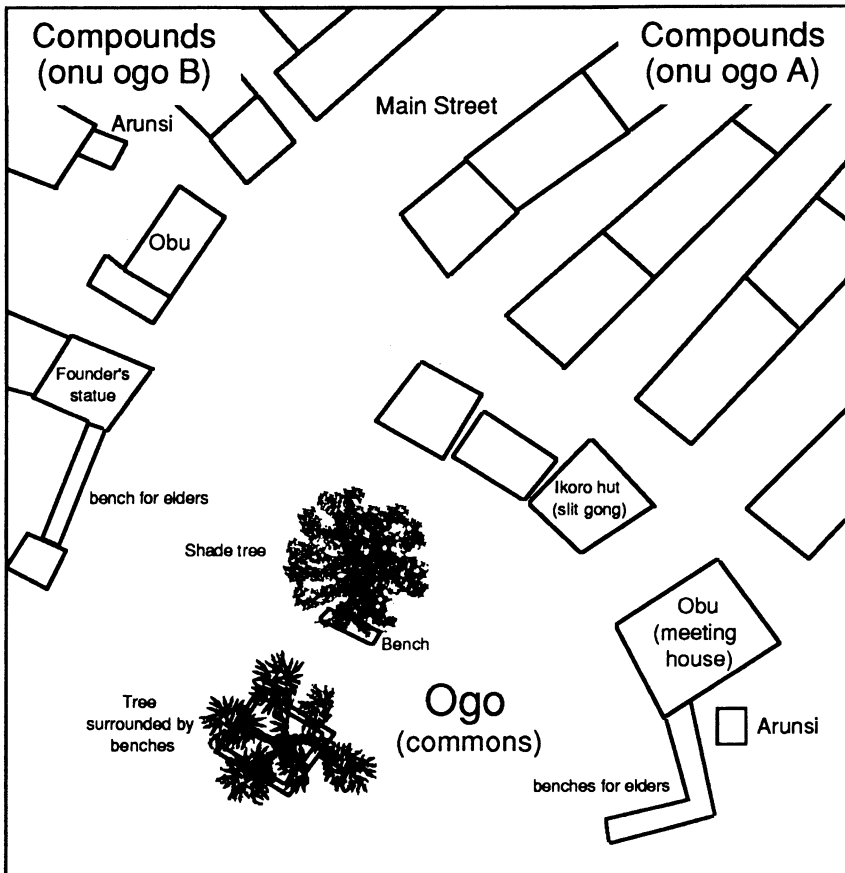 Compounds
(onu ogo B)
Compounds
(onu ogo A)
Main Street
Arunsi
Obu
Founder's
statue
bench for elders
Ikoro hut
(slit gong)
Shade tree
Bench
Obu
(meeting
house)
Tree
surrounded by
benches
Ogo
(commons)
Arunsi
benches for elders